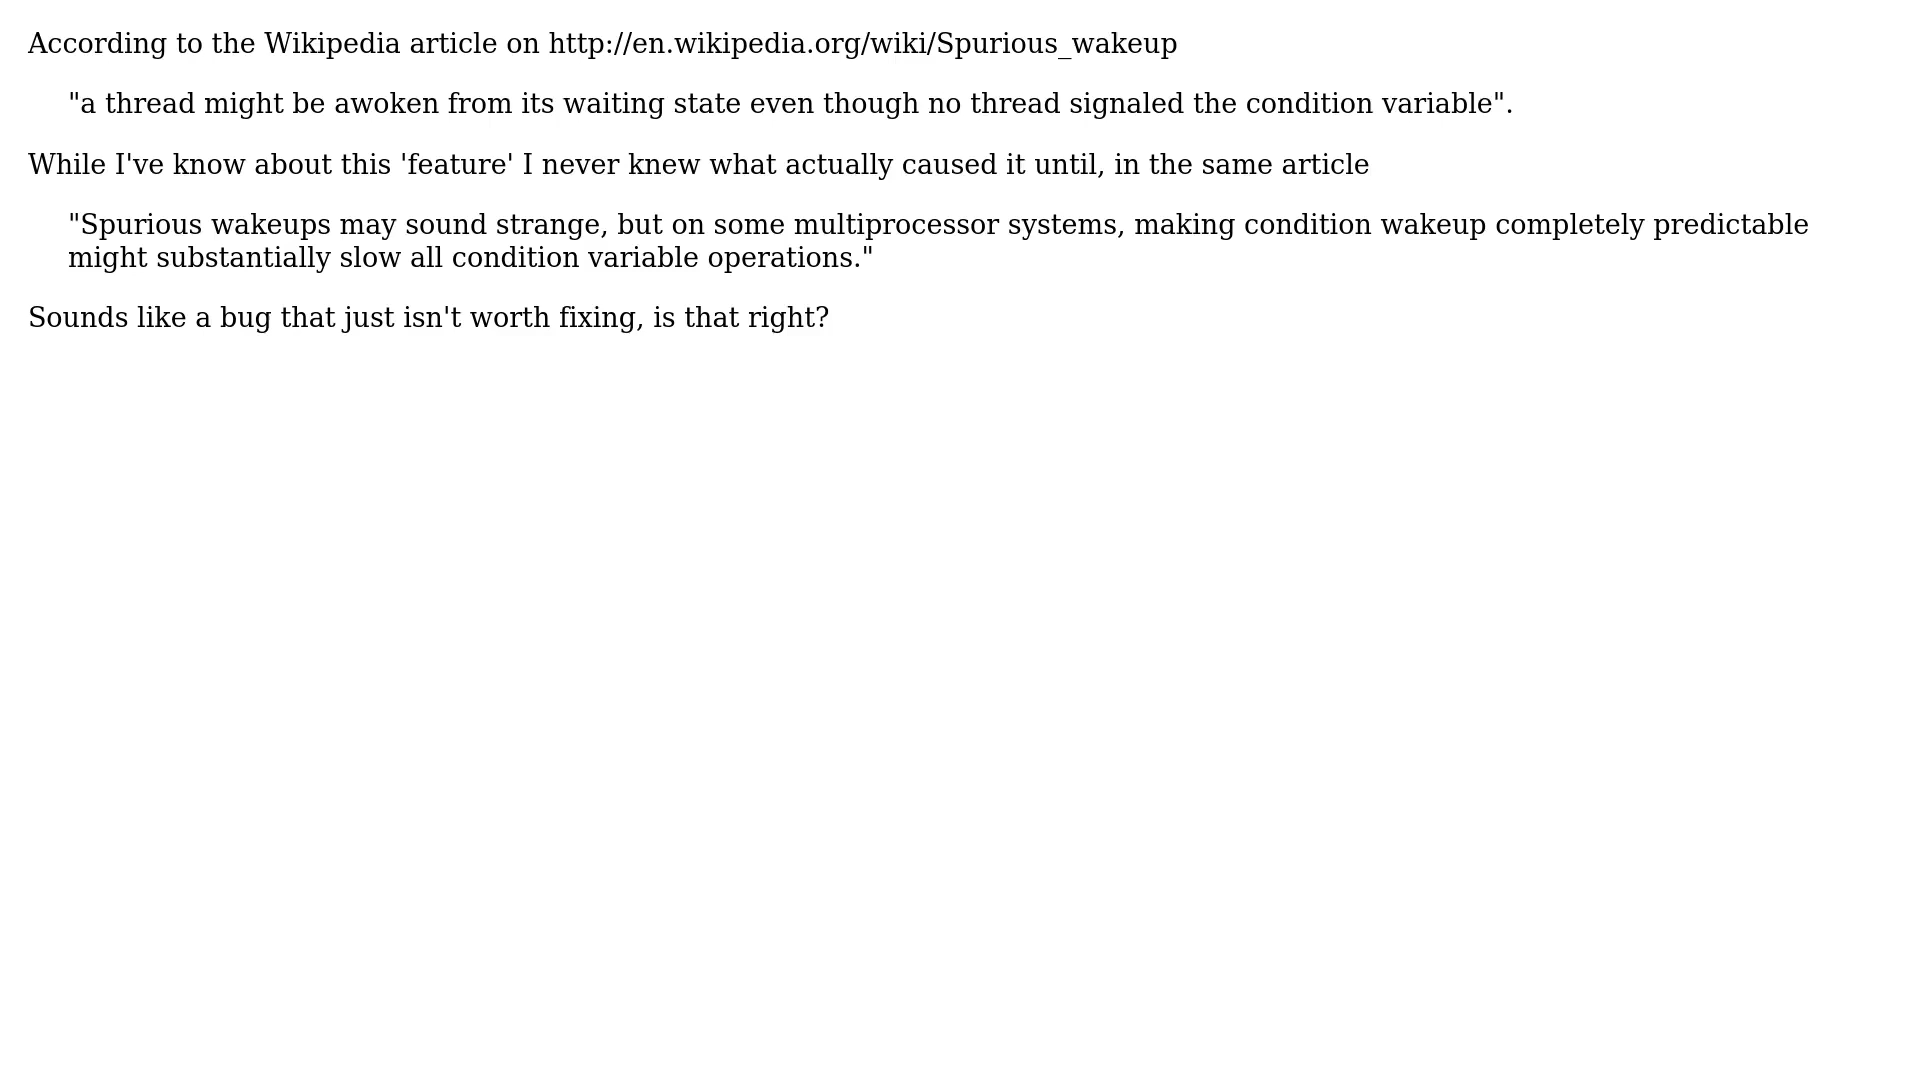 According to the Wikipedia article on http://en.wikipedia.org/wiki/Spurious_wakeup
"a thread might be awoken from its waiting state even though no thread signaled the condition variable".
While I've know about this 'feature' I never knew what actually caused it until, in the same article
"Spurious wakeups may sound strange, but on some multiprocessor systems, making condition wakeup completely predictable
might substantially slow all condition variable operations."
Sounds like a bug that just isn't worth fixing, is that right?